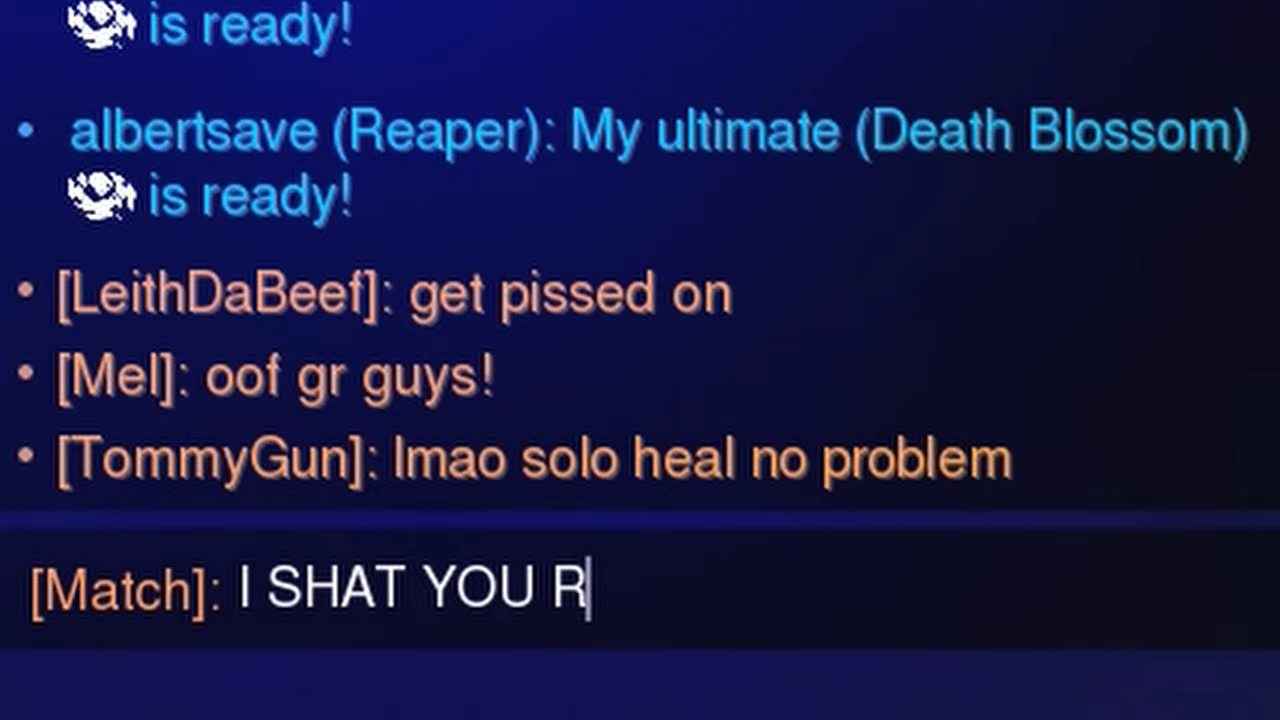 is ready!
• albertsave (Reaper): My ultimate (Death Blossom)
is ready!
• [LeithDaBeef]: get pissed on
• [Mel]: oof gr guys!
• [TommyGun]: lmao solo heal no problem
[Match]: I SHAT YOU R